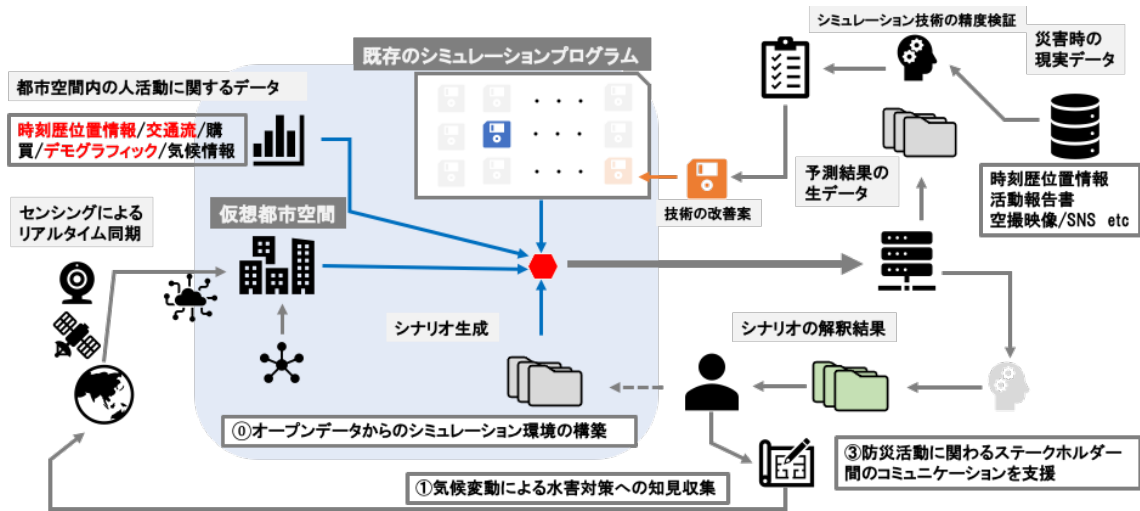 シミュレーション技術の精度検証
災害時の
現実データ
既存のシミュレーションプログラム
都市空間内の人活動に関するデータ
時刻歴位置情報/交通流/購
買/デモグラフィック/気候情報
予測結果の
生データ
技術の改善案
時刻歴位置情報
活動報告書
空撮映像/SNS etc
センシングによる
リアルタイム同期
仮想都市空間
シナリオ生成
シナリオの解釈結果
⓪オープンデータからのシミュレーション環境の構築
①気候変動による水害対策への知見収集
③防災活動に関わるステークホルダー
間のコミュニケーションを支援